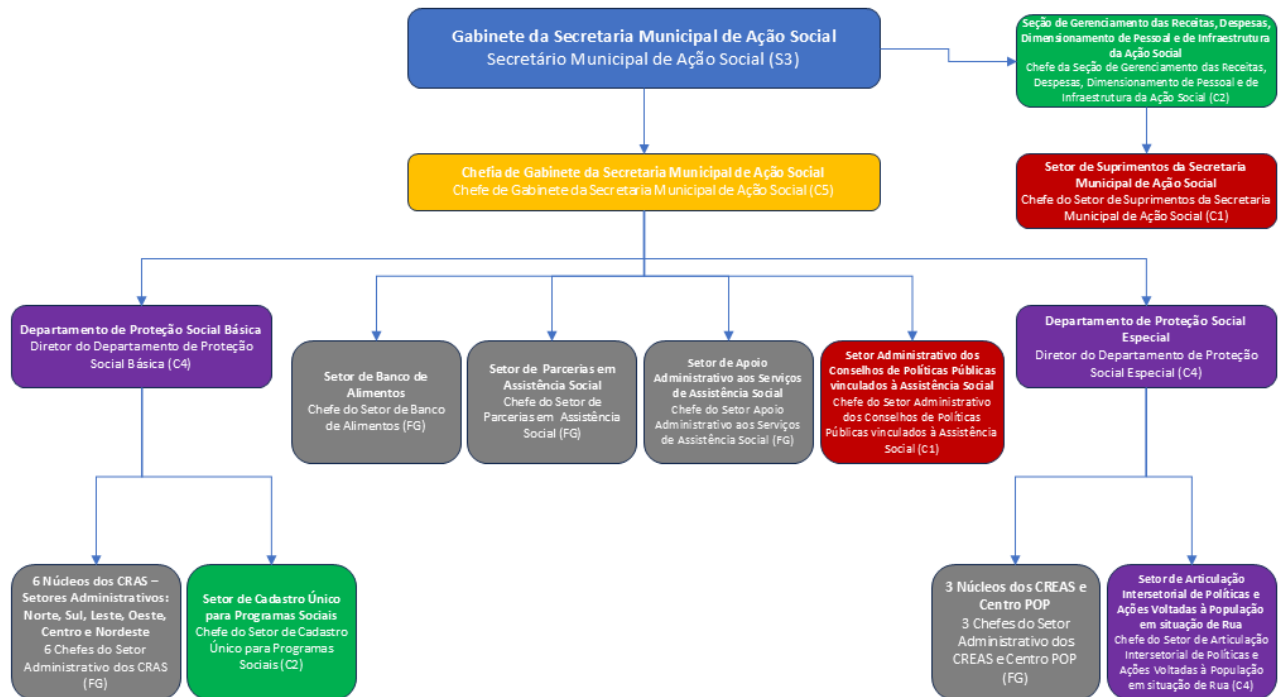 Gabinete da Secretaria Municipal de Ação Social
Secretário Municipal de Ação Social (S3)
Seção de Gerenciamento das Receitas, Despesas,
Dimensionamento de Pessoal e de Infraestrutura
da Ação Social
Chefe da Seção de Gerenciamento das Receitas,
Despesas, Dimensionamento de Pessoal e de
Infraestrutura da Ação Social (C2)
Chefia de Gabinete da Secretaria Municipal de Ação Social
Chefe de Gabinete da Secretaria Municipal de Ação Social (C5)
Setor de Suprimentos da Secretaria
Municipal de Ação Social
Chefe do Setor de Suprimentos da Secretaria
Municipal de Ação Social (C1)
Departamento de Proteção Social Básica
Diretor do Departamento de Proteção
Social Básica (C4)
Setor de Banco de
Alimentos
Chefe do Setor de Banco
de Alimentos (FG)
Setor de Parcerias em
Assistência Social
Chefe do Setor de
Parcerias em Assistência
Social (FG)
Setor de Apoio
Administrativo aos Serviços
de Assistência Social
Chefe do Setor Apoio
Administrativo aos Serviços
de Assistência Social (FG)
Setor Administrativo dos
Conselhos de Políticas Públicas
vinculados à Assistência Social
Chefe do Setor Administrativo
dos Conselhos de Políticas
Públicas vinculados à Assistência
Social (C1)
Departamento de Proteção Social
Especial
Diretor do Departamento de Proteção
Social Especial (C4)
6 Núcleos dos CRAS –
Setores Administrativos:
Norte, Sul, Leste, Oeste,
Centro e Nordeste
6 Chefes do Setor
Administrativo dos CRAS
(FG)
Setor de Cadastro Único
para Programas Sociais
Chefe do Setor de Cadastro
Único para Programas
Sociais (C2)
3 Núcleos dos CREAS e
Centro POP
3 Chefes do Setor
Administrativo dos
CREAS e Centro POP
(FG)
Setor de Articulação
Intersetorial de Políticas e
Ações Voltadas à População
em situação de Rua
Chefe do Setor de Articulação
Intersetorial de Políticas e
Ações Voltadas à População
em situação de Rua (C4)